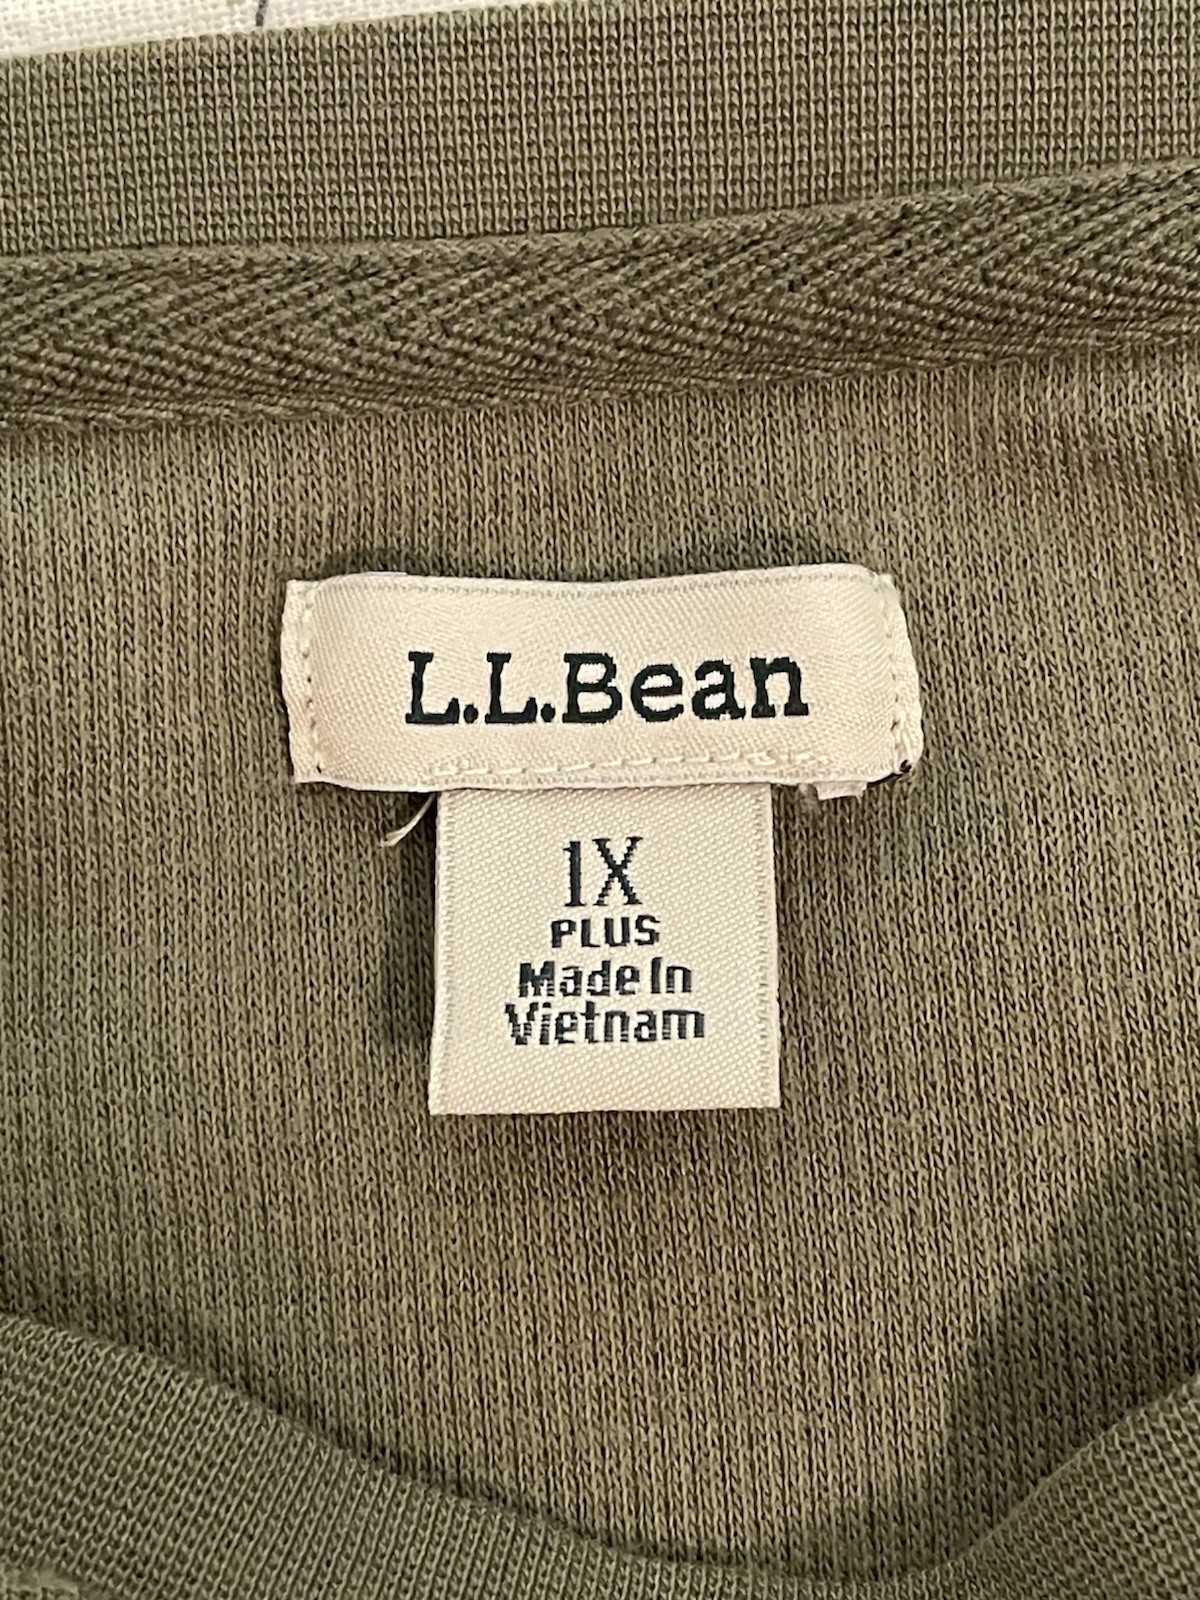 L.L.Bean
1X
PLUS
Made In
Vietnam